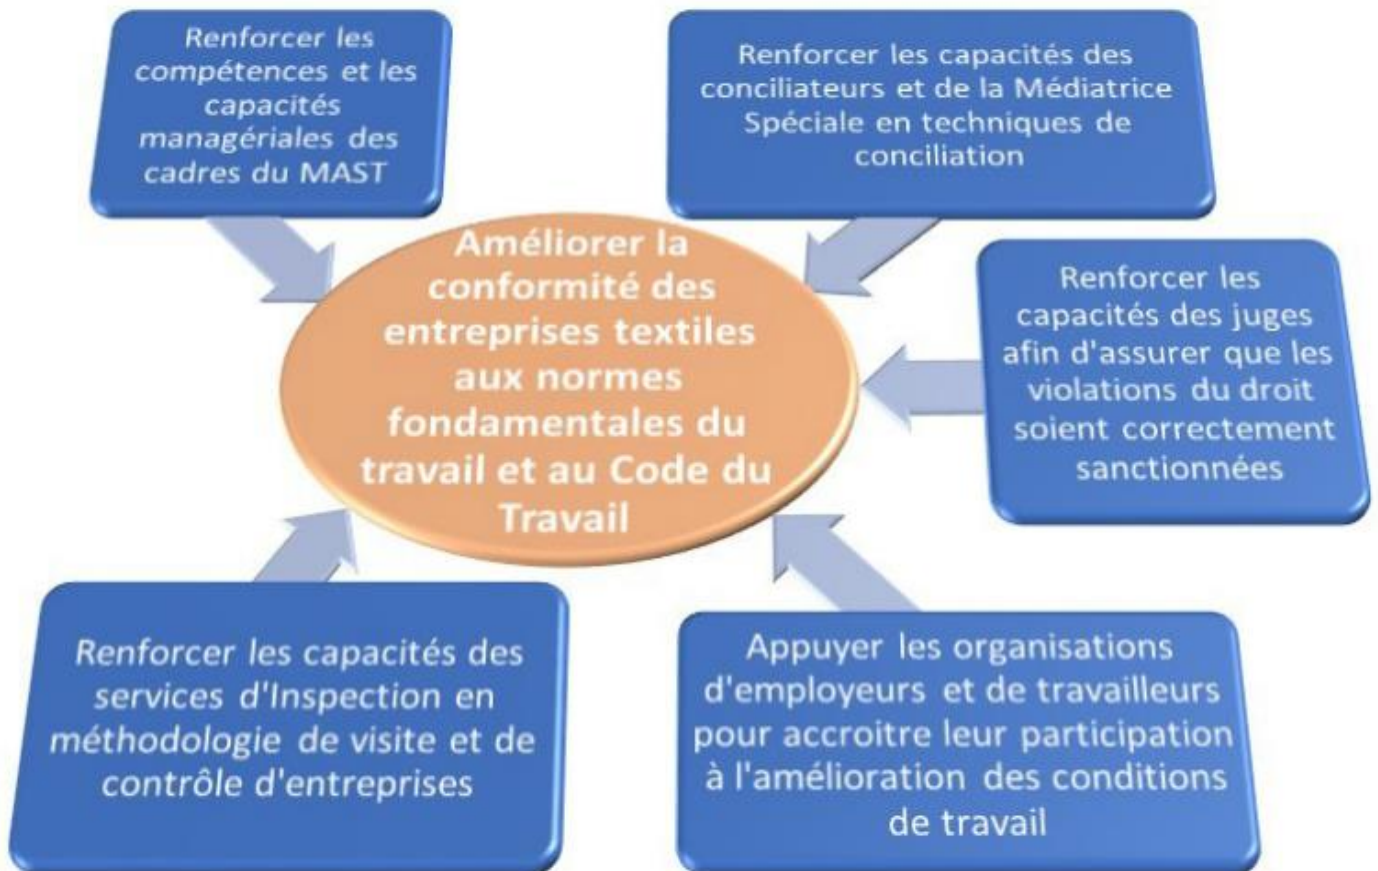 Renforcer les
compétences et les
capacités
managériales des
cadres du MAST
Renforcer les capacités des
conciliateurs et de la Médiatrice
Spéciale en techniques de
conciliation
Améliorer la
conformité des
entreprises textiles
aux normes
fondamentales du
travail et au Code du
Travail
Renforcer les
capacités des juges
afin d'assurer que les
violations du droit
soient correctement
sanctionnées
Renforcer les capacités des
services d'Inspection en
méthodologie de visite et de
contrôle d'entreprises
Appuyer les organisations
d'employeurs et de travailleurs
pour accroitre leur participation
à l'amélioration des conditions
de travail